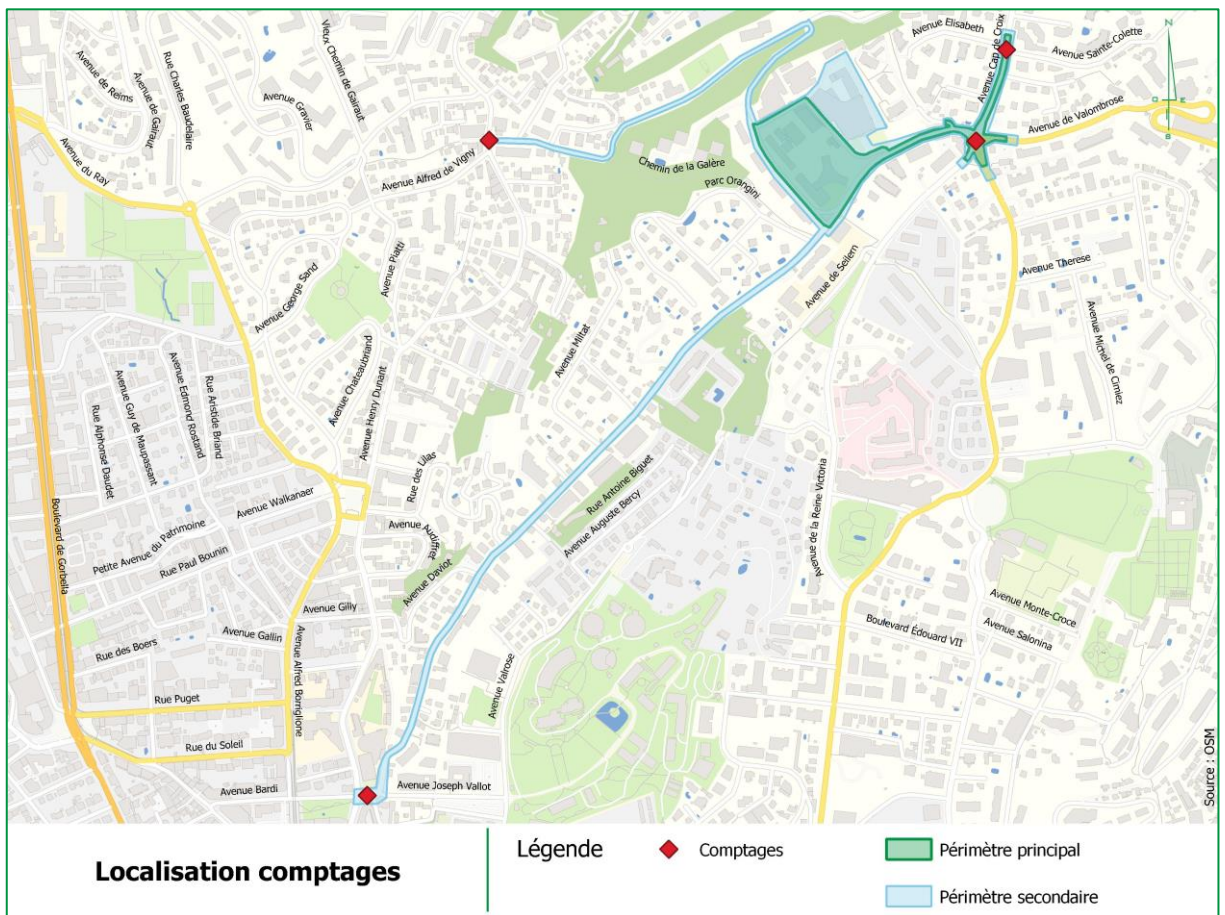 Avenue Elisabeth
Avenue Cap de Croix
Avenue Sainte-Colette
Vieux Chemin de Gairaut
Avenue de Reims
Avenue de Gairaut
Rue Charles Baudelaire
Avenue Gravier
N
O
E
S
Avenue de Valombrose
Avenue du Ray
Avenue Alfred de Vigny
Chemin de la Galère
Parc Orangini
Avenue Piatti
Avenue George Sand
Avenue de Seilern
Avenue Therese
Avenue Miltat
Avenue Michel de Cimiez
Avenue Chateaubriand
Avenue Henry Dunant
Rue Aristide Briand
Avenue Edmond Rostand
Avenue Guy de Maupassant
Rue Alphonse Daudet
Rue des Lilas
Rue Antoine Biguet
Avenue Auguste Bercy
Avenue de la Reine Victoria
Avenue Walkanaer
Boulevard de Gorbella
Petite Avenue du Patrimoine
Rue Paul Bounin
Avenue Audiffret
Avenue Daviot
Avenue Gilly
Avenue Monte-Croce
Avenue Salonina
Boulevard Édouard VII
Rue des Boers
Avenue Gallin
Avenue Alfred Borriglione
Avenue Valrose
Rue Puget
Rue du Soleil
Avenue Bardi
Avenue Joseph Vallot
Source : OSM
Localisation comptages
Légende
Comptages
Périmètre principal
Périmètre secondaire